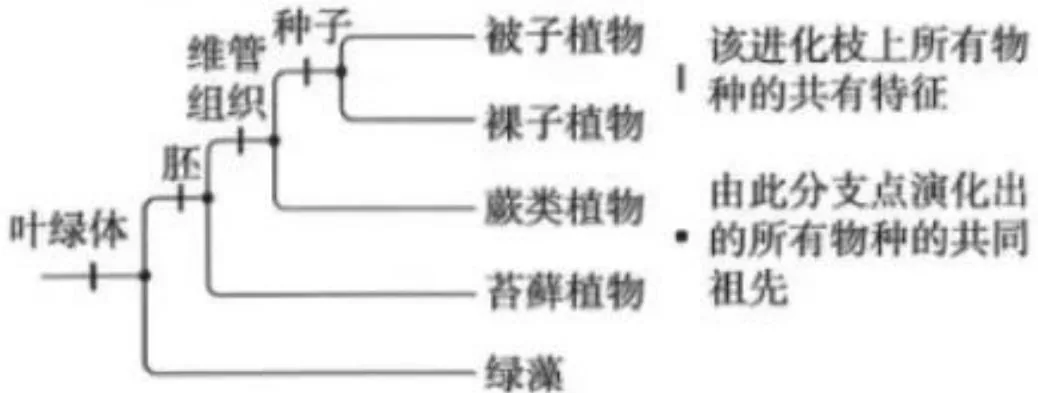 种子
维管
组织
胚
叶绿体
被子植物
裸子植物
蕨类植物
苔藓植物
绿藻
该进化枝上所有物
种的共有特征
由此分支点演化出
的所有物种的共同
祖先